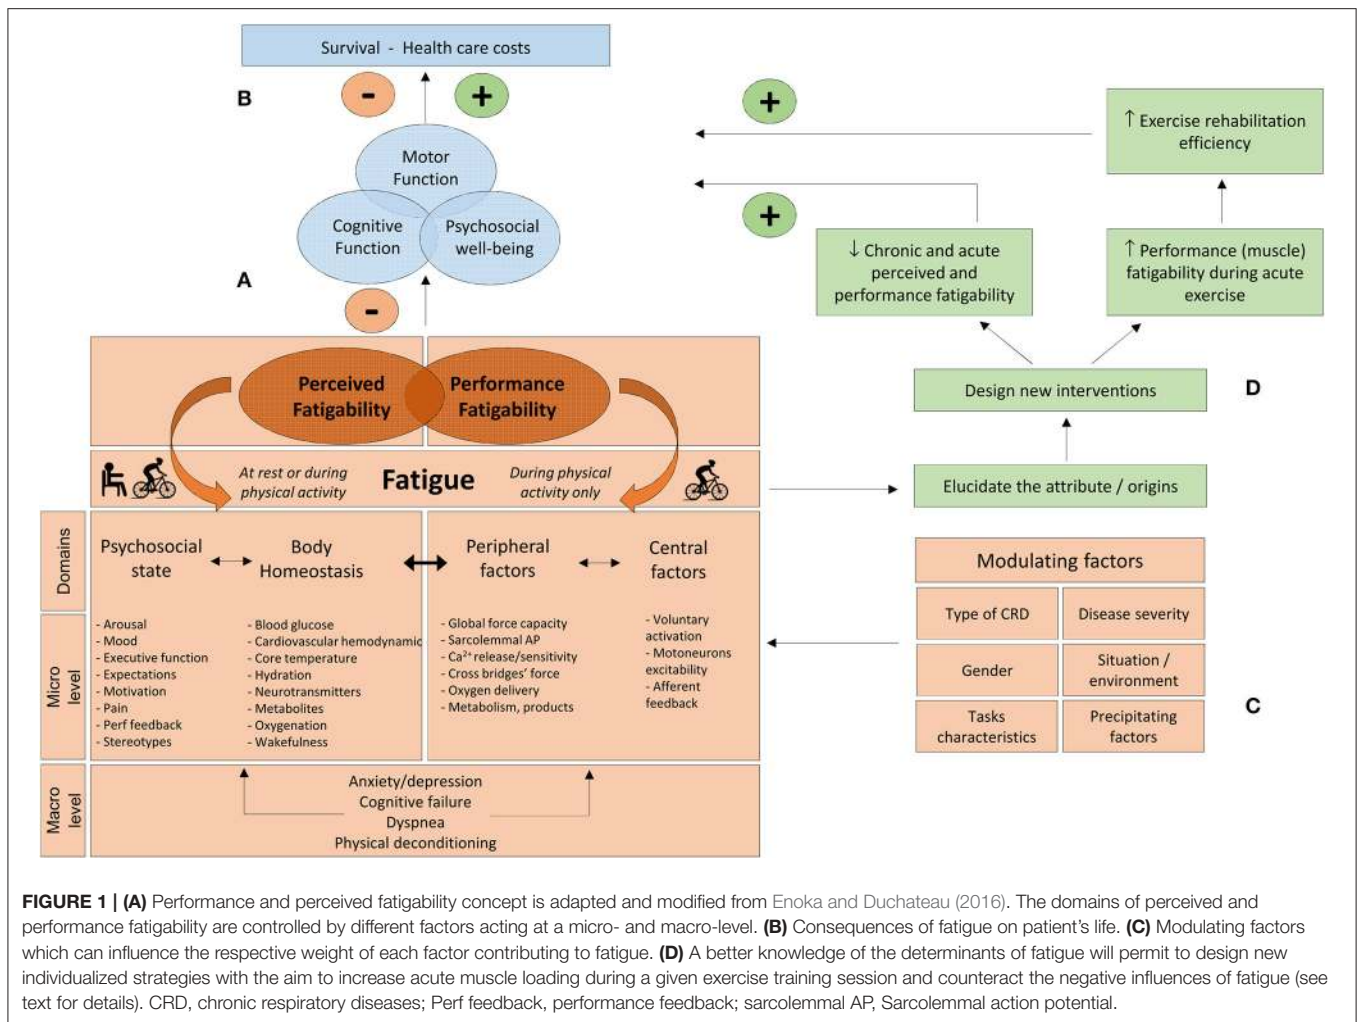 Survival - Health care costs
B
-
+
Motor
Function
Cognitive
Function
Psychosocial
well-being
A
-
+
+
↑ Exercise rehabilitation
efficiency
↓ Chronic and acute
perceived and
performance fatigability
↑ Performance (muscle)
fatigability during acute
exercise
Design new interventions
D
Elucidate the attribute / origins
Perceived
Fatigability
Performance
Fatigability
At rest or during
physical activity
Fatigue
During physical
activity only
Domains
Psychosocial
state
Body
Homeostasis
Peripheral
factors
Central
factors
Micro
level
- Arousal
- Mood
- Executive function
- Expectations
- Motivation
- Pain
- Perf feedback
- Stereotypes
- Blood glucose
- Cardiovascular hemodynamic
- Core temperature
- Hydration
- Neurotransmitters
- Metabolites
- Oxygenation
- Wakefulness
- Global force capacity
- Sarcolemmal AP
- Ca²⁺ release/sensitivity
- Cross bridges' force
- Oxygen delivery
- Metabolism, products
- Voluntary
activation
- Motoneurons
excitability
- Afferent
feedback
Macro
level
Anxiety/depression
Cognitive failure
Dyspnea
Physical deconditioning
Modulating factors
Type of CRD
Disease severity
Gender
Situation /
environment
Tasks
characteristics
Precipitating
factors
C
FIGURE 1 | (A) Performance and perceived fatigability concept is adapted and modified from Enoka and Duchateau (2016). The domains of perceived and
performance fatigability are controlled by different factors acting at a micro- and macro-level. (B) Consequences of fatigue on patient's life. (C) Modulating factors
which can influence the respective weight of each factor contributing to fatigue. (D) A better knowledge of the determinants of fatigue will permit to design new
individualized strategies with the aim to increase acute muscle loading during a given exercise training session and counteract the negative influences of fatigue (see
text for details). CRD, chronic respiratory diseases; Perf feedback, performance feedback; sarcolemmal AP, Sarcolemmal action potential.